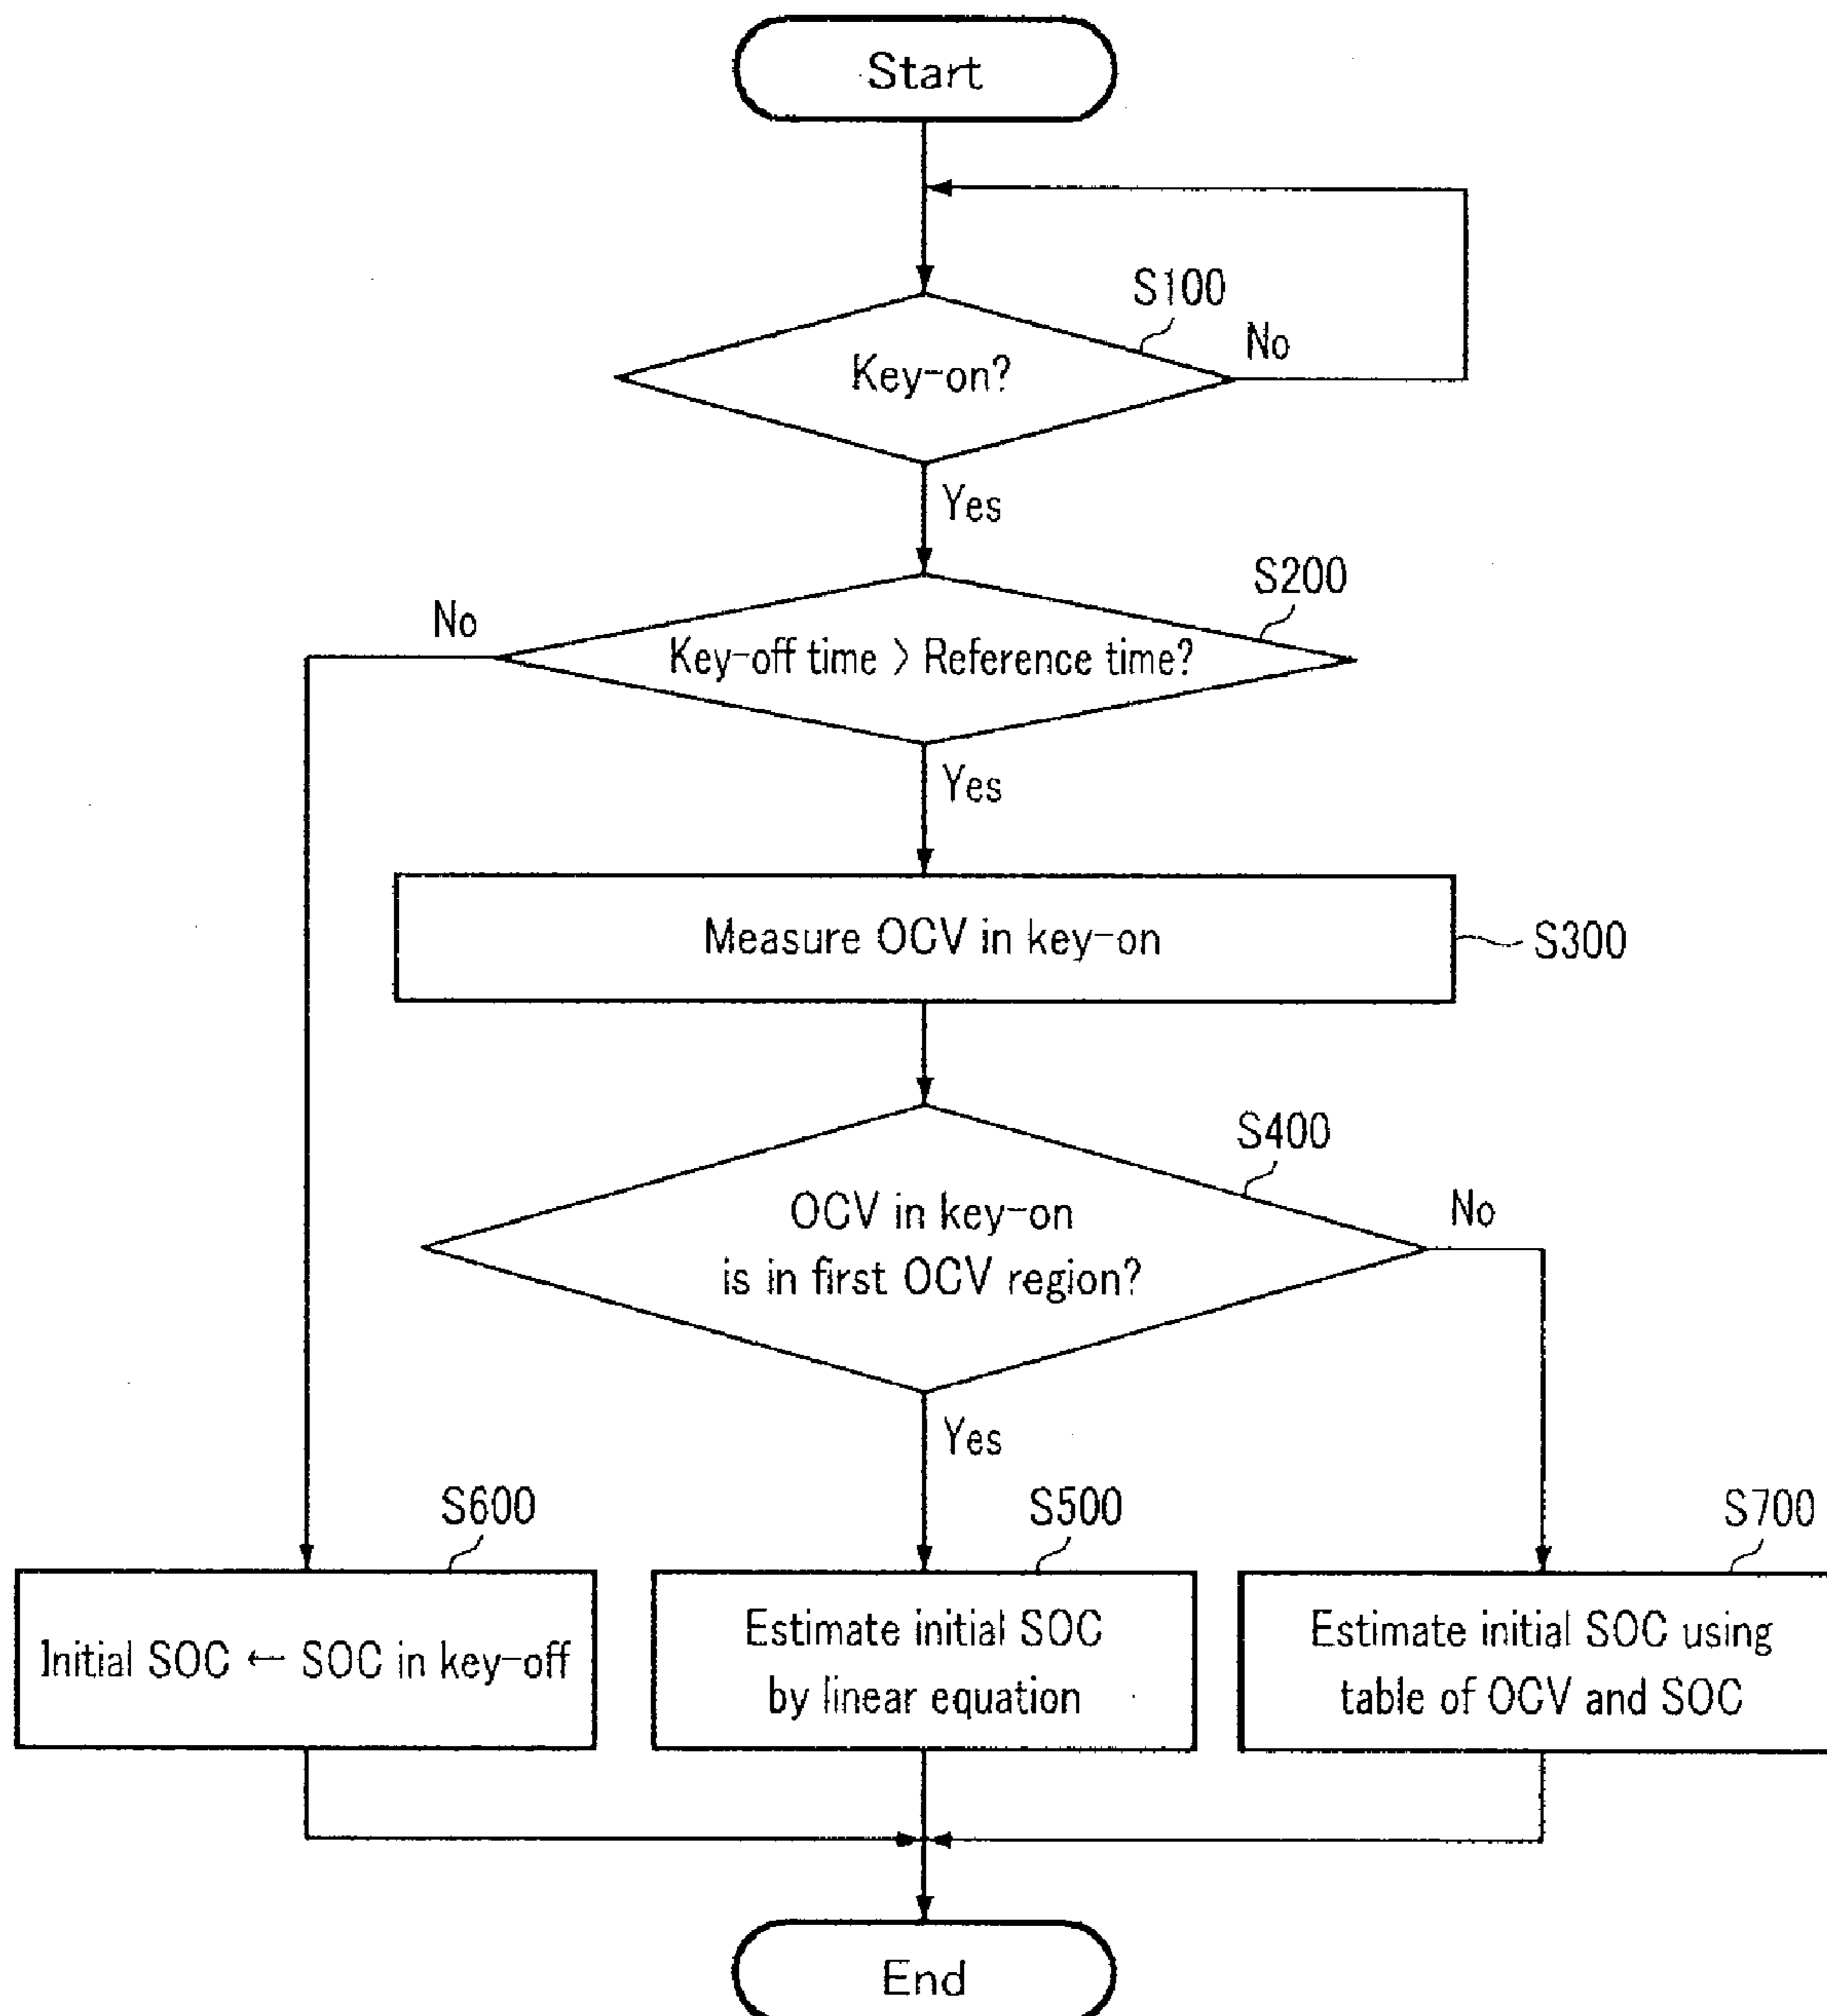 Start
S100
Key-on?
No
Yes
S200
No
Key-off time > Reference time?
Yes
Measure OCV in key-on
S300
S400
OCV in key-on
is in first OCV region?
No
Yes
S600
S500
S700
Initial SOC ← SOC in key-off
Estimate initial SOC
by linear equation
Estimate initial SOC using
table of OCV and SOC
End